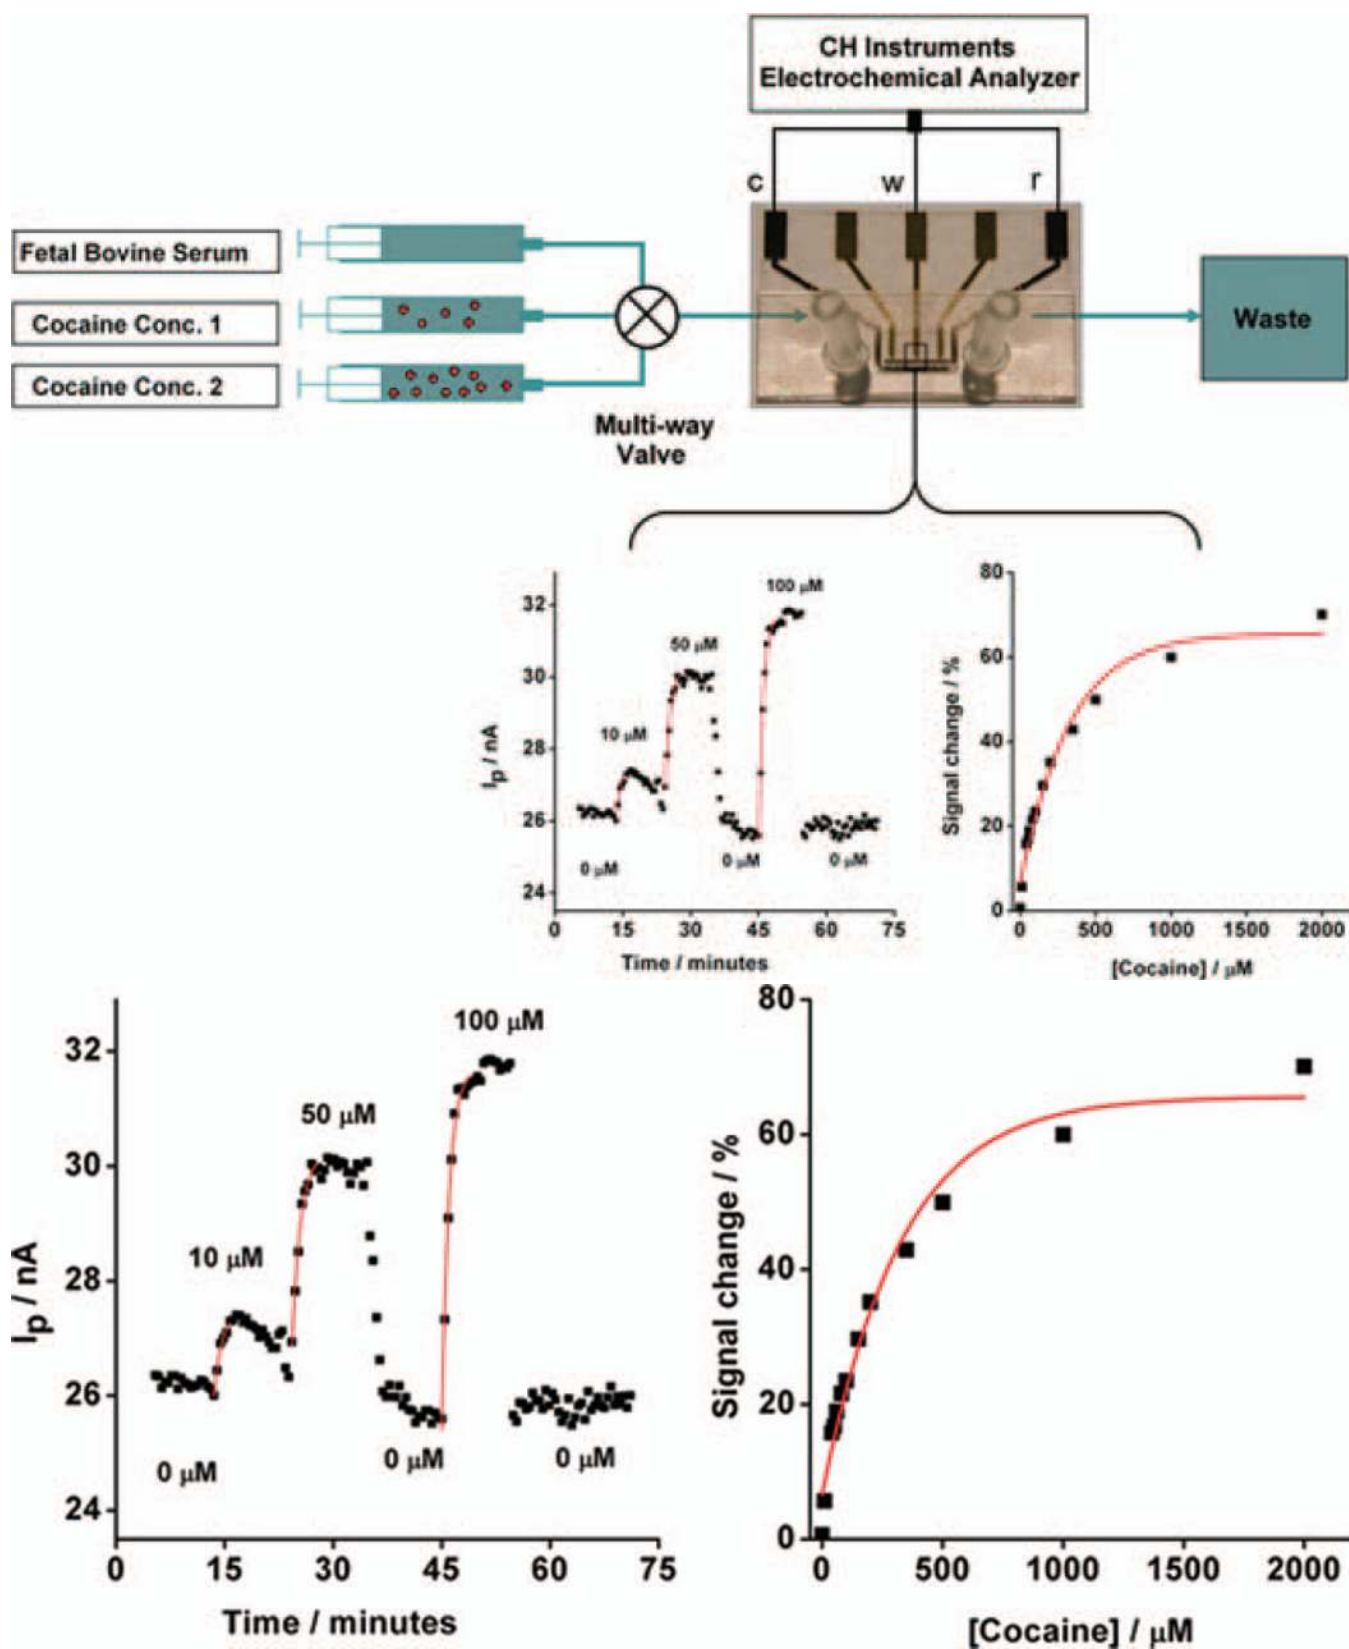 CH Instruments
Electrochemical Analyzer
c
w
r
Fetal Bovine Serum
Cocaine Conc. 1
Cocaine Conc. 2
Multi-way
Valve
Waste
Ip / nA
32
30
28
26
24
0 μM
10 μM
50 μM
0 μM
100 μM
0 μM
0
15
30
45
60
75
Time / minutes
Signal change / %
80
60
40
20
0
0
500
1000
1500
2000
[Cocaine] / μM
Ip / nA
32
30
28
26
24
0 μM
10 μM
50 μM
0 μM
100 μM
0 μM
0
15
30
45
60
75
Time / minutes
Signal change / %
80
60
40
20
0
0
500
1000
1500
2000
[Cocaine] / μM